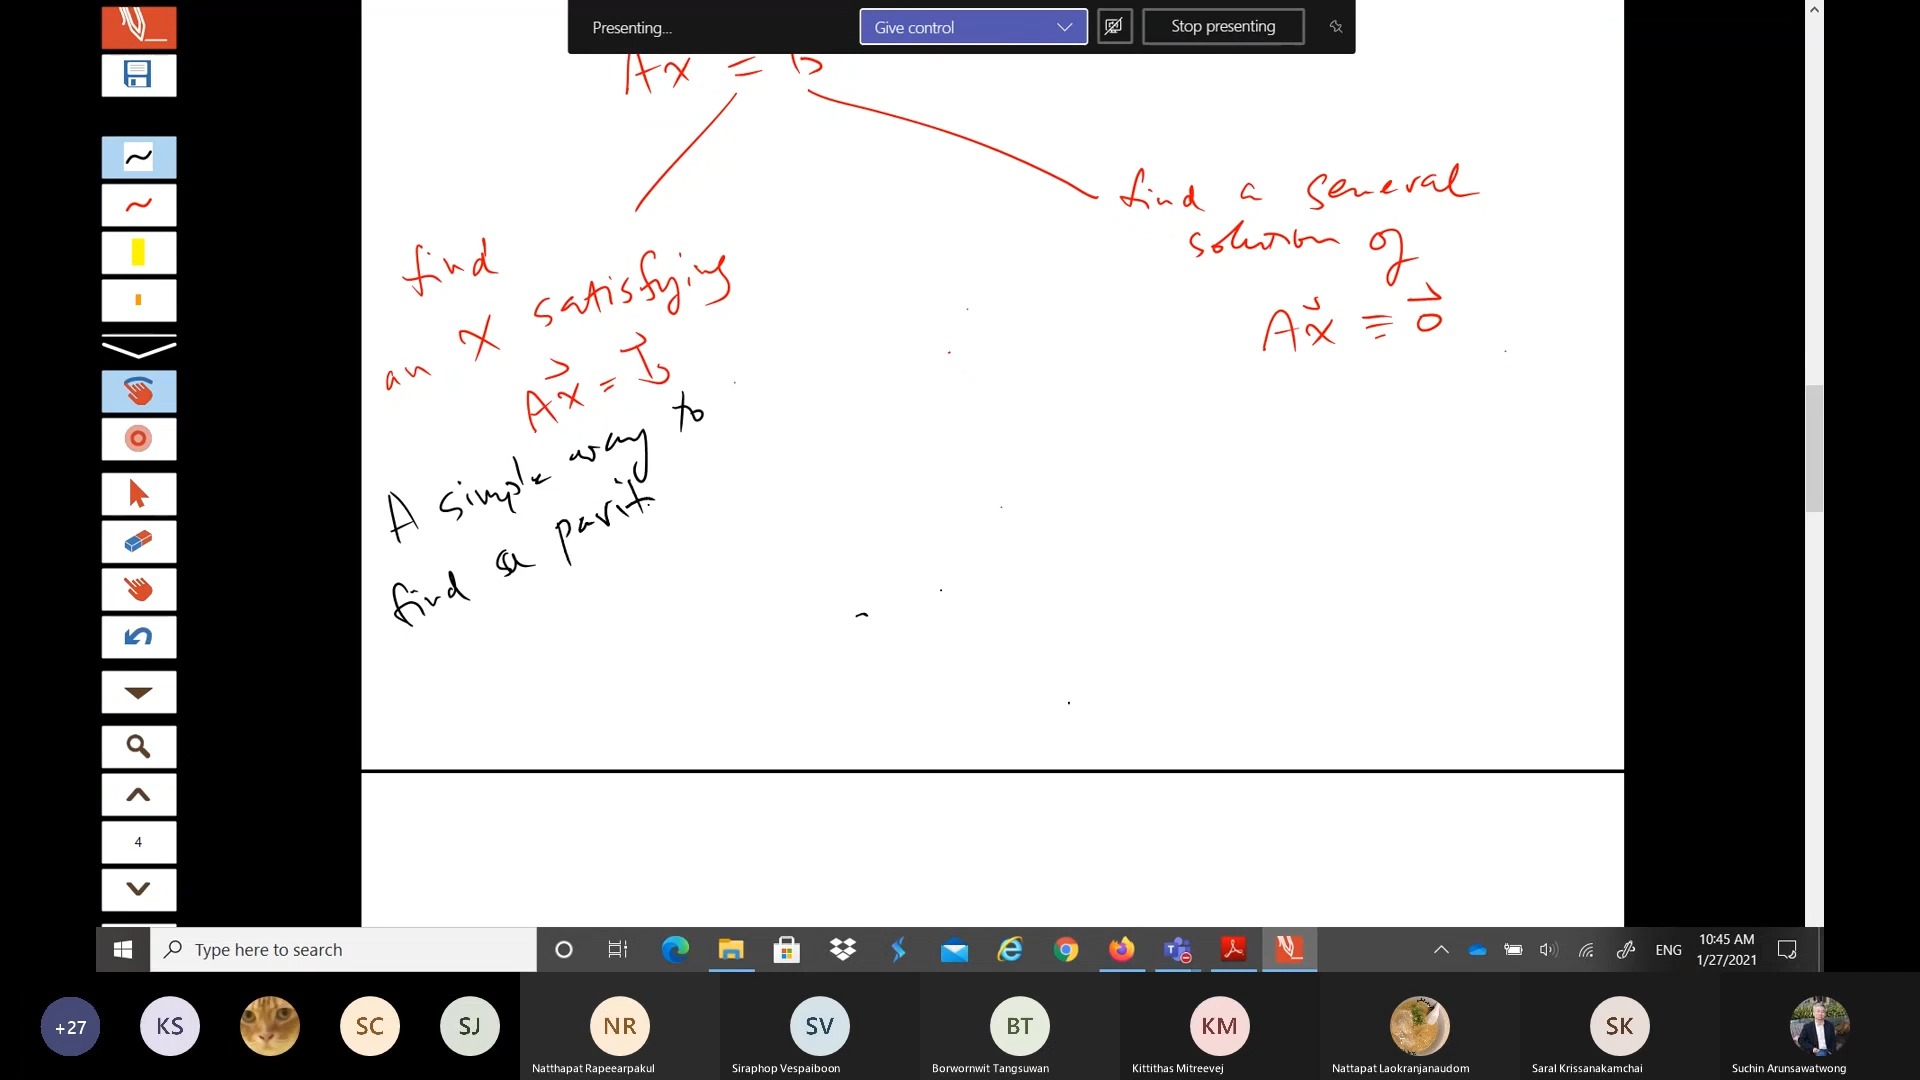 Presenting...
Give control
Stop presenting
Ax = b
find a general
solution of
Ax⃗ = 0⃗
find
an x satisfying
Ax⃗ = b⃗
A simple way to
find a parit
4
Type here to search
ENG
10:45 AM
1/27/2021
+27
KS
SC
SJ
NR
SV
BT
KM
SK
Natthapat Rapeearpakul
Siraphop Vespaiboon
Borwornwit Tangsuwan
Kittithas Mitreevej
Nattapat Laokranjanaudom
Saral Krissanakamchai
Suchin Arunsawatwong